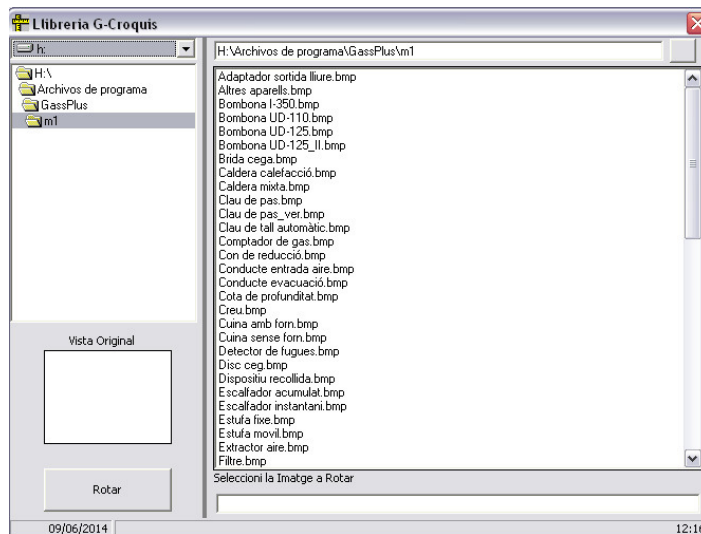 Llibreria G-Croquis
h:
H:\Archivos de programa\GassPlus\m1
H:\
Archivos de programa
GassPlus
m1
Adaptador sortida lliure.bmp
Altres aparells.bmp
Bombona I-350.bmp
Bombona UD-110.bmp
Bombona UD-125.bmp
Bombona UD-125_II.bmp
Brida cega.bmp
Caldera calefacció.bmp
Caldera mixta.bmp
Clau de pas.bmp
Clau de pas_ver.bmp
Clau de tall automàtic.bmp
Comptador de gas.bmp
Con de reducció.bmp
Conducte entrada aire.bmp
Conducte evacuació.bmp
Cota de profunditat.bmp
Creu.bmp
Cuina amb forn.bmp
Cuina sense forn.bmp
Detector de fugues.bmp
Disc ceg.bmp
Dispositiu recollida.bmp
Escalfador acumulat.bmp
Escalfador instantani.bmp
Estufa fixe.bmp
Estufa movil.bmp
Extractor aire.bmp
Filtre.bmp
Vista Original
Rotar
Seleccioni la Imatge a Rotar
09/06/2014
12:16